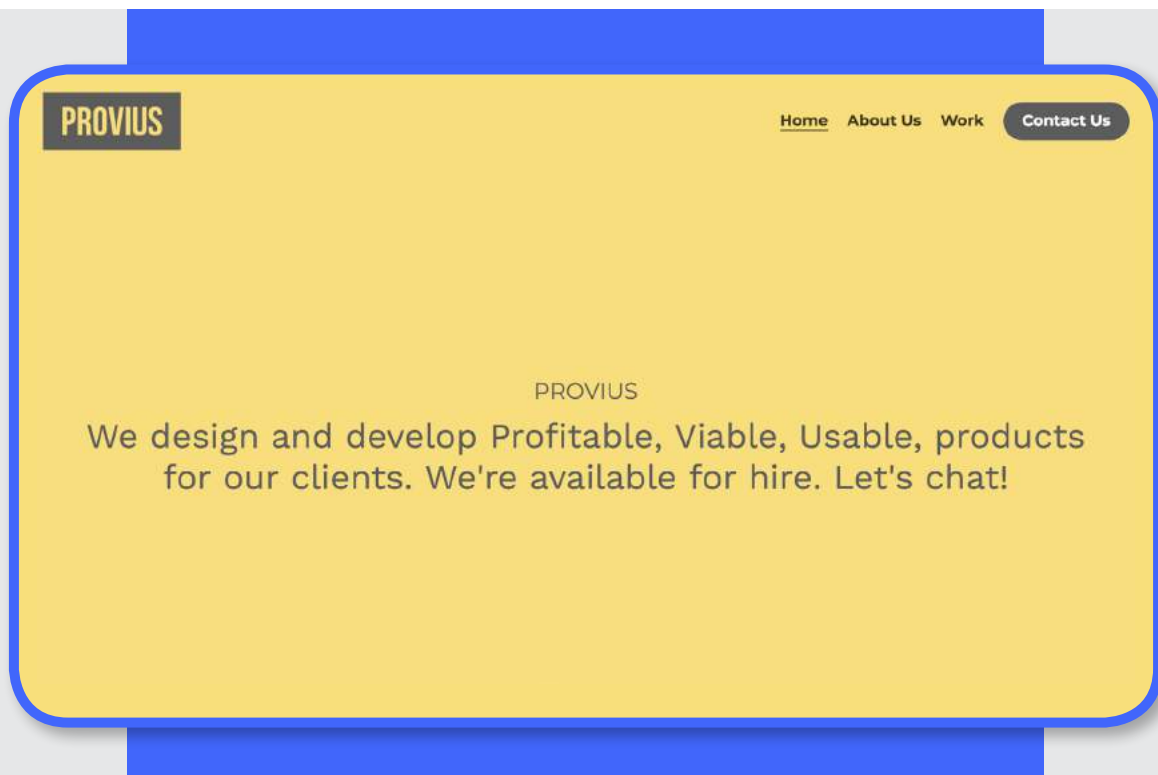 PROVIUS
Home About Us Work Contact Us
PROVIUS
We design and develop Profitable, Viable, Usable, products
for our clients. We're available for hire. Let's chat!